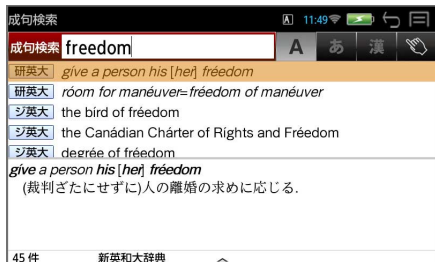 成句検索
A 11:49
成句検索 freedom A あ 漢
研英大 gíve a person his [her] fréedom
研英大 róom for manéuver=fréedom of manéuver
ジ英大 the bírd of fréedom
ジ英大 the Canádian Chárter of Ríghts and Fréedom
ジ英大 degrée of fréedom
gíve a person his [her] fréedom
(裁判ざたにせずに)人の離婚の求めに応じる.
45 件 新英和大辞典